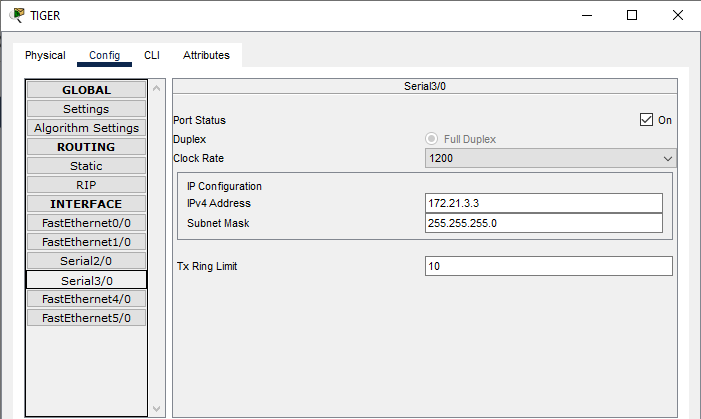 TIGER
Physical Config CLI Attributes
GLOBAL
Settings
Algorithm Settings
ROUTING
Static
RIP
INTERFACE
FastEthernet0/0
FastEthernet1/0
Serial2/0
Serial3/0
FastEthernet4/0
FastEthernet5/0
Serial3/0
Port Status On
Duplex Full Duplex
Clock Rate 1200
IP Configuration
IPv4 Address 172.21.3.3
Subnet Mask 255.255.255.0
Tx Ring Limit 10